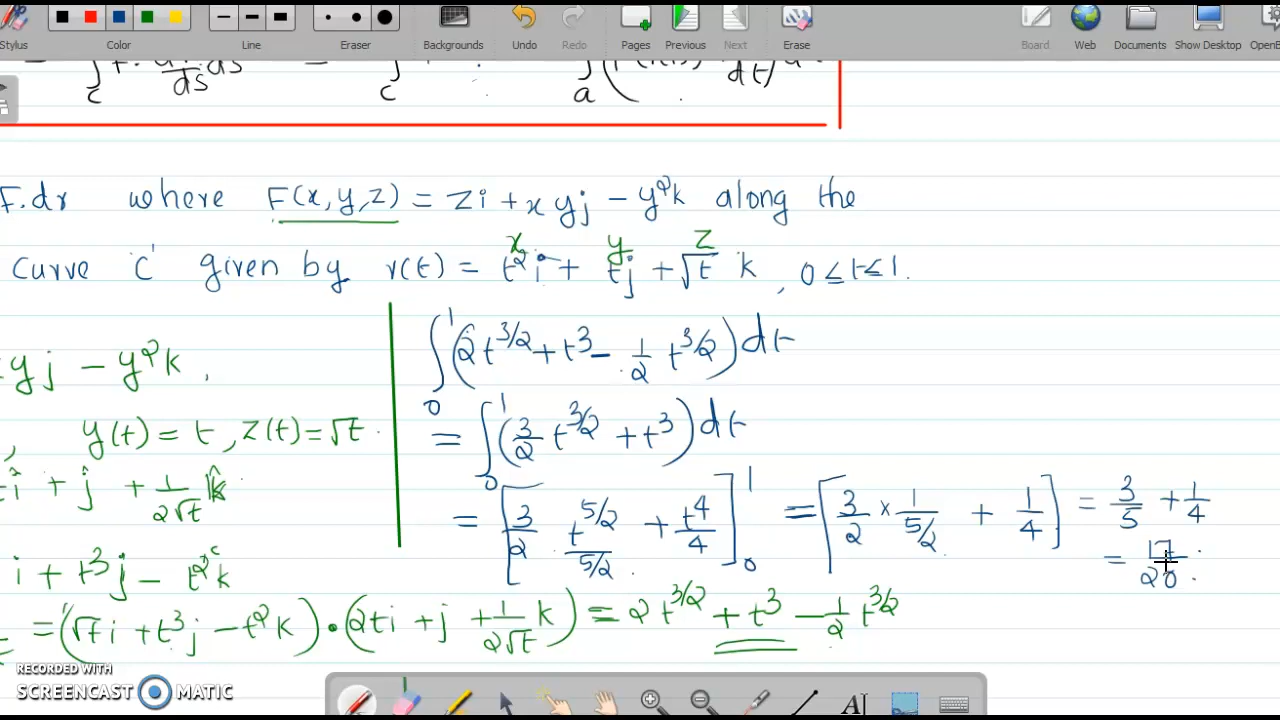 Stylus Color Line Eraser Backgrounds Undo Redo Pages Previous Next Erase Board Web Documents Show Desktop OpenB
F.dr where F(x,y,z) = zi + xyj − y²k along the
x y z
curve 'C' given by r(t) = t²i + tj + √t k, 0 ≤ t ≤ 1.
∫₀¹ (2t^{3/2} + t³ − 1/2 t^{3/2}) dt
yj − y²k,
= ∫₀¹ (3/2 t^{3/2} + t³) dt
y(t) = t, z(t) = √t.
i + j + 1/(2√t) k
= [3/2 t^{5/2}/(5/2) + t⁴/4]₀¹ = [3/2 × 1/(5/2) + 1/4] = 3/5 + 1/4
= 17/20.
i + t³j − t²k
= (√t i + t³j − t²k) • (2ti + j + 1/(2√t) k) = 2t^{3/2} + t³ − 1/2 t^{3/2}
RECORDED WITH
SCREENCAST MATIC